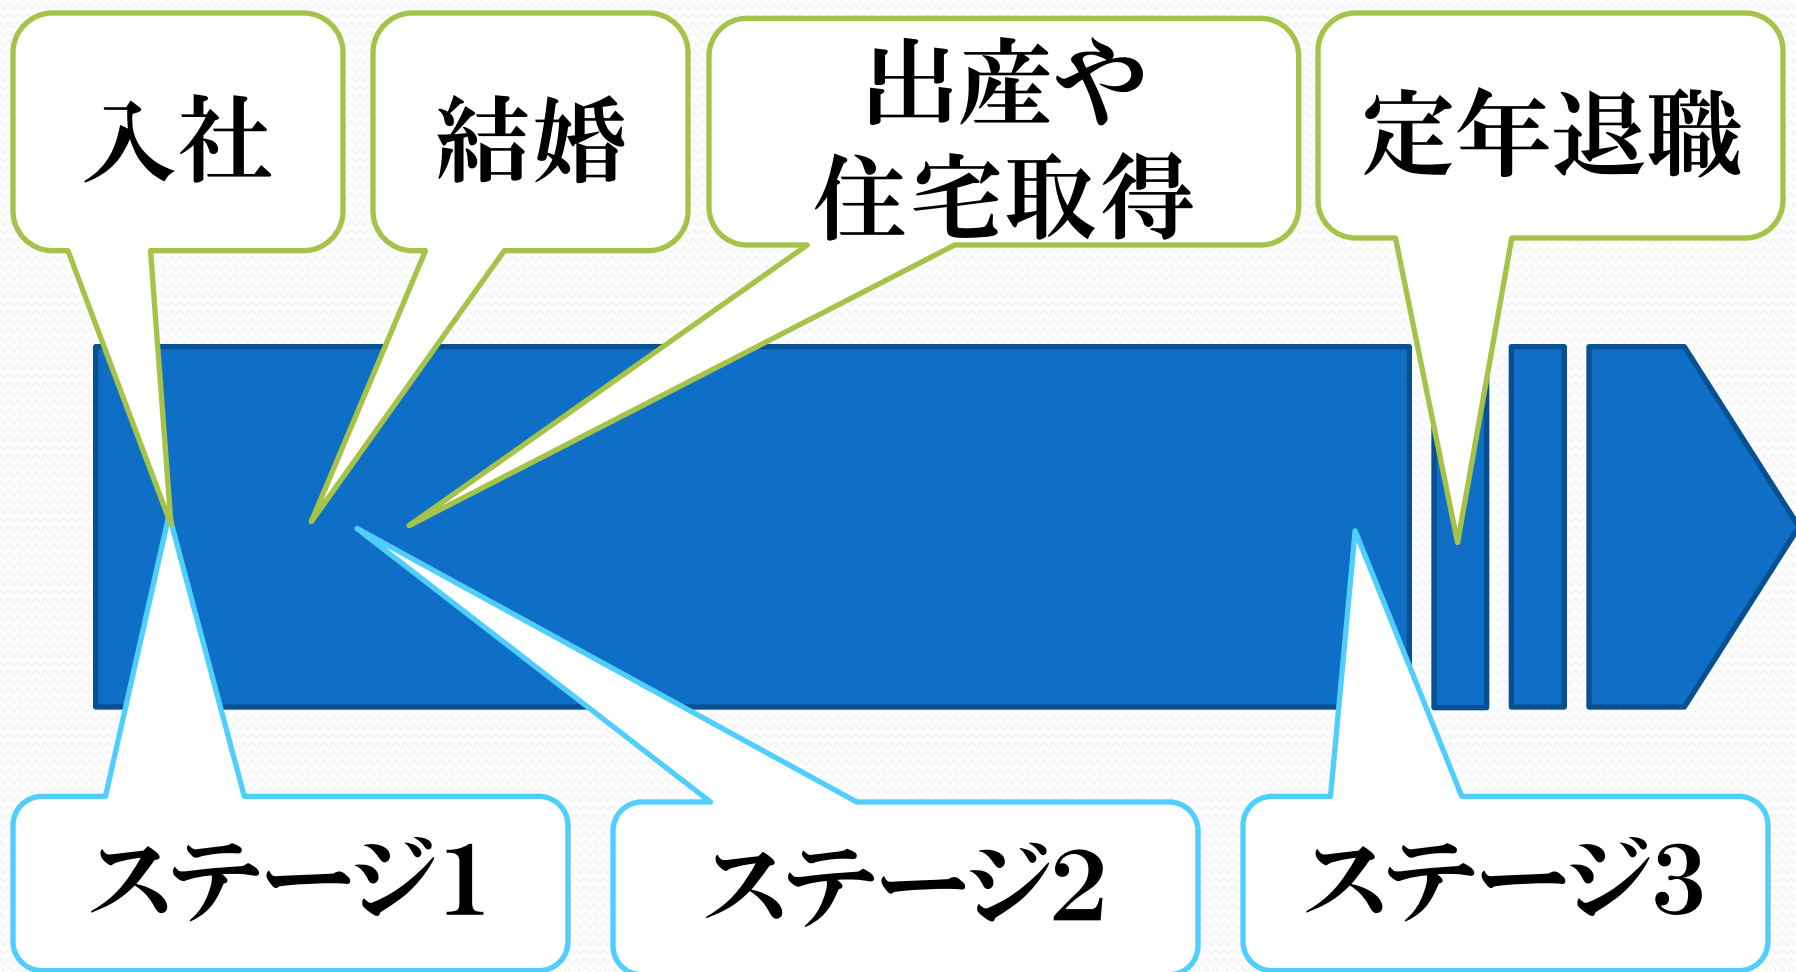 入社
結婚
出産や
住宅取得
定年退職
ステージ1
ステージ2
ステージ3